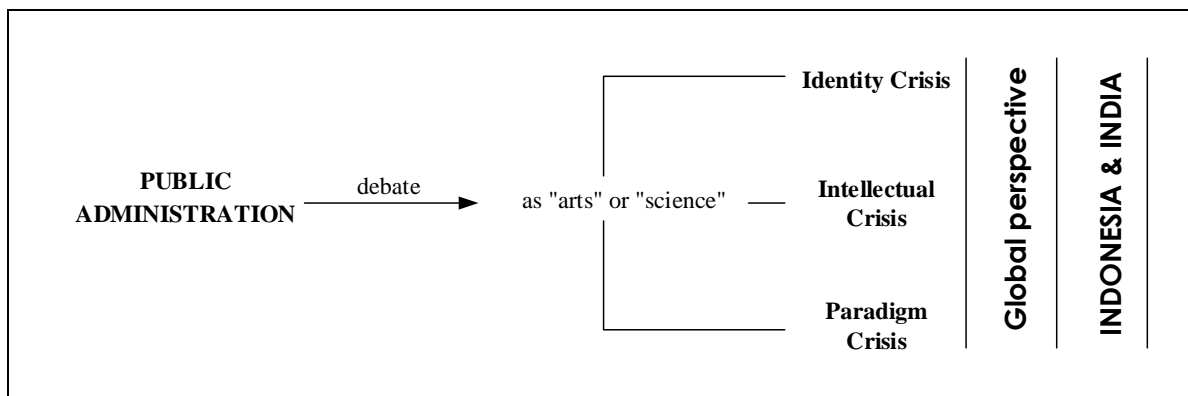 PUBLIC
ADMINISTRATION
debate
as "arts" or "science"
Identity Crisis
Intellectual
Crisis
Paradigm
Crisis
Global perspective
INDONESIA & INDIA